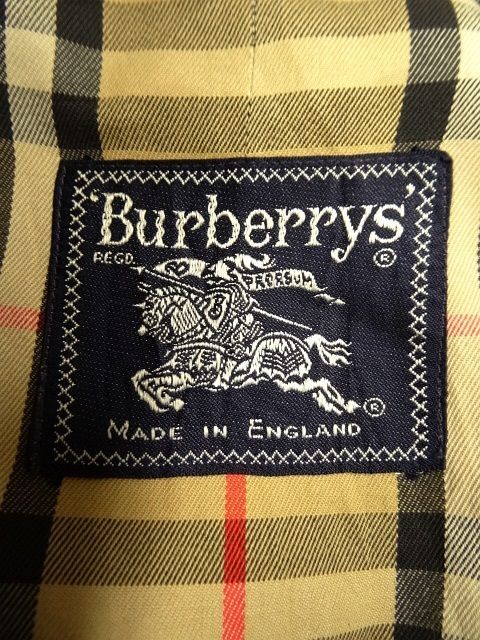 'Burberrys'
REGD. ®
PRORSUM
®
MADE IN ENGLAND